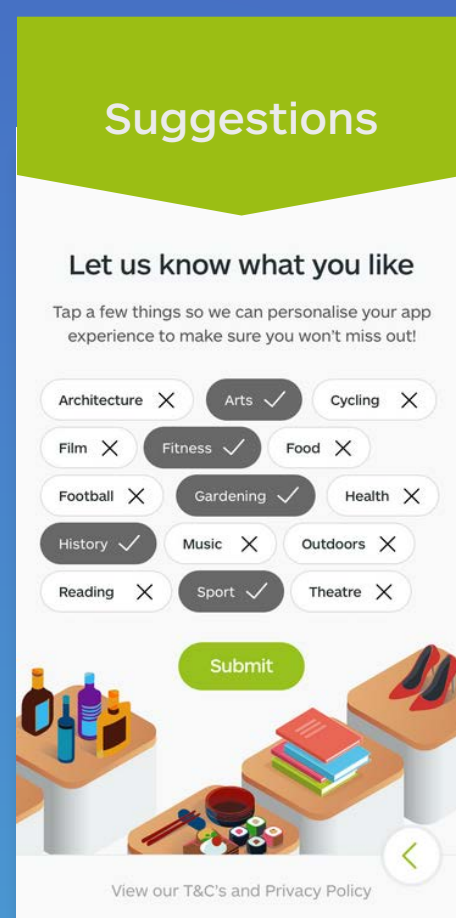 Suggestions
Let us know what you like
Tap a few things so we can personalise your app
experience to make sure you won't miss out!
Architecture Arts Cycling
Film Fitness Food
Football Gardening Health
History Music Outdoors
Reading Sport Theatre
Submit
View our T&C's and Privacy Policy